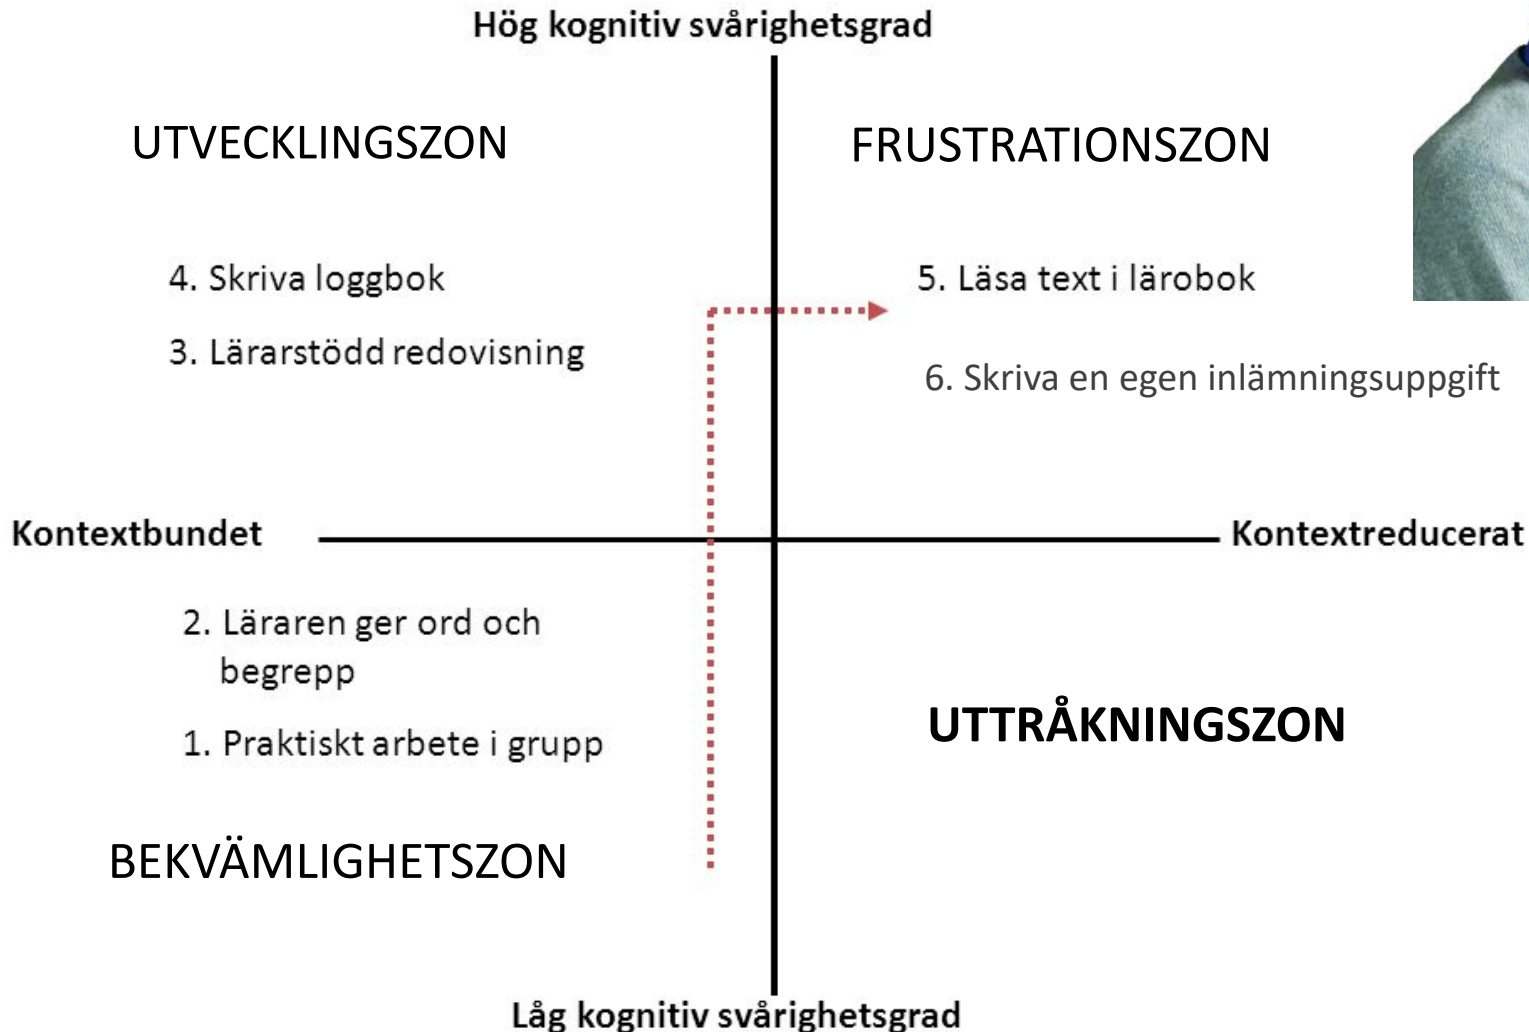 Hög kognitiv svårighetsgrad
UTVECKLINGSZON
FRUSTRATIONSZON
4. Skriva loggbok
3. Lärarstödd redovisning
5. Läsa text i lärobok
6. Skriva en egen inlämningsuppgift
Kontextbundet
Kontextreducerat
2. Läraren ger ord och
begrepp
1. Praktiskt arbete i grupp
UTTRÅKNINGSZON
BEKVÄMLIGHETSZON
Låg kognitiv svårighetsgrad